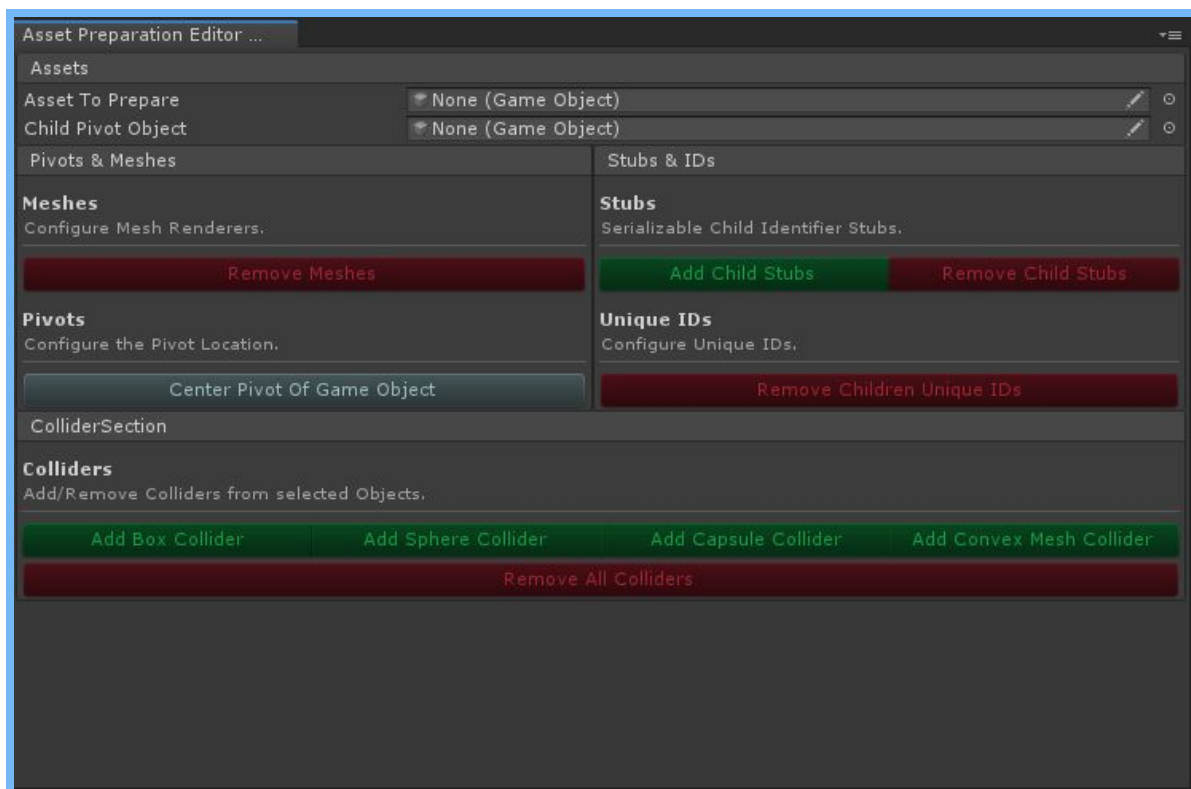 Asset Preparation Editor ...
Assets
Asset To Prepare None (Game Object)
Child Pivot Object None (Game Object)
Pivots & Meshes Stubs & IDs
Meshes Stubs
Configure Mesh Renderers. Serializable Child Identifier Stubs.
Remove Meshes Add Child Stubs Remove Child Stubs
Pivots Unique IDs
Configure the Pivot Location. Configure Unique IDs.
Center Pivot Of Game Object Remove Children Unique IDs
ColliderSection
Colliders
Add/Remove Colliders from selected Objects.
Add Box Collider Add Sphere Collider Add Capsule Collider Add Convex Mesh Collider
Remove All Colliders